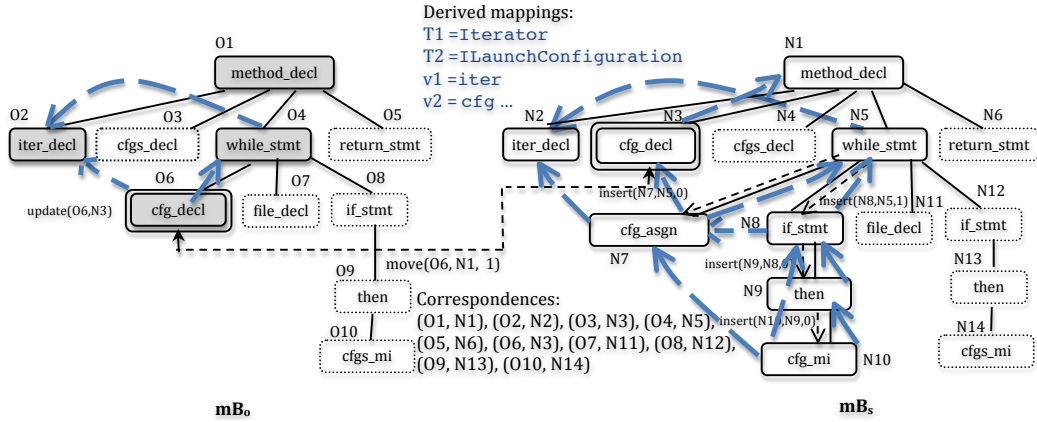 Derived mappings:
T1 =Iterator
T2 =ILaunchConfiguration
v1 =iter
v2 = cfg ...
O1
method_decl
O2
O3
O4
O5
iter_decl
cfgs_decl
while_stmt
return_stmt
O6
O7
O8
update(O6,N3)
cfg_decl
file_decl
if_stmt
move(O6, N1, 1)
O9
then
O10
cfgs_mi
Correspondences:
(O1, N1), (O2, N2), (O3, N3), (O4, N5),
(O5, N6), (O6, N3), (O7, N11), (O8, N12),
(O9, N13), (O10, N14)
mBo
N1
method_decl
N2
N3
N4
N5
N6
iter_decl
cfg_decl
cfgs_decl
while_stmt
return_stmt
insert(N7,N5,0)
insert(N8,N5,1)
N11
N12
cfg_asgn
N7
N8
if_stmt
file_decl
if_stmt
insert(N9,N8,0)
N13
N9
then
then
insert(N10,N9,0)
N14
cfg_mi
N10
cfgs_mi
mBs